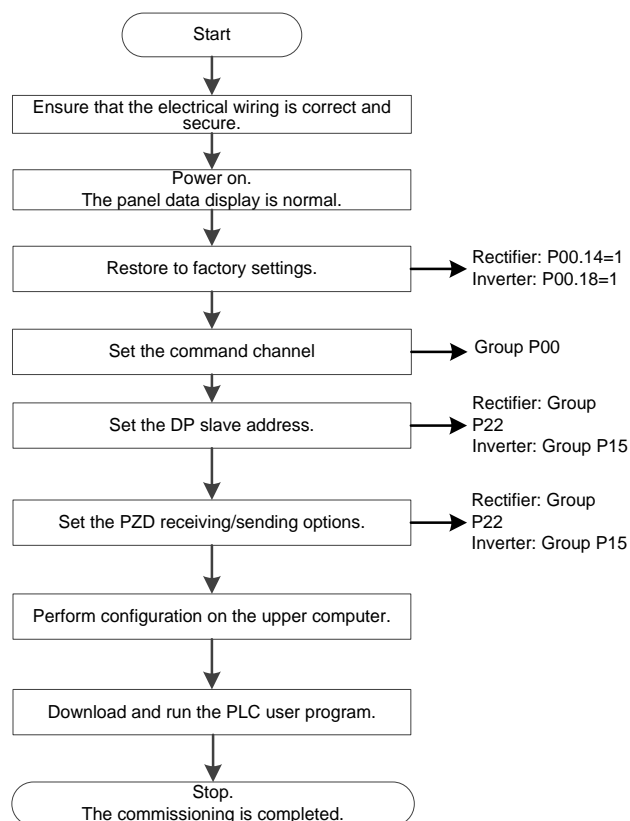 Start
Ensure that the electrical wiring is correct and
secure.
Power on.
The panel data display is normal.
Restore to factory settings.
Rectifier: P00.14=1
Inverter: P00.18=1
Set the command channel
Group P00
Set the DP slave address.
Rectifier: Group
P22
Inverter: Group P15
Set the PZD receiving/sending options.
Rectifier: Group
P22
Inverter: Group P15
Perform configuration on the upper computer.
Download and run the PLC user program.
Stop.
The commissioning is completed.